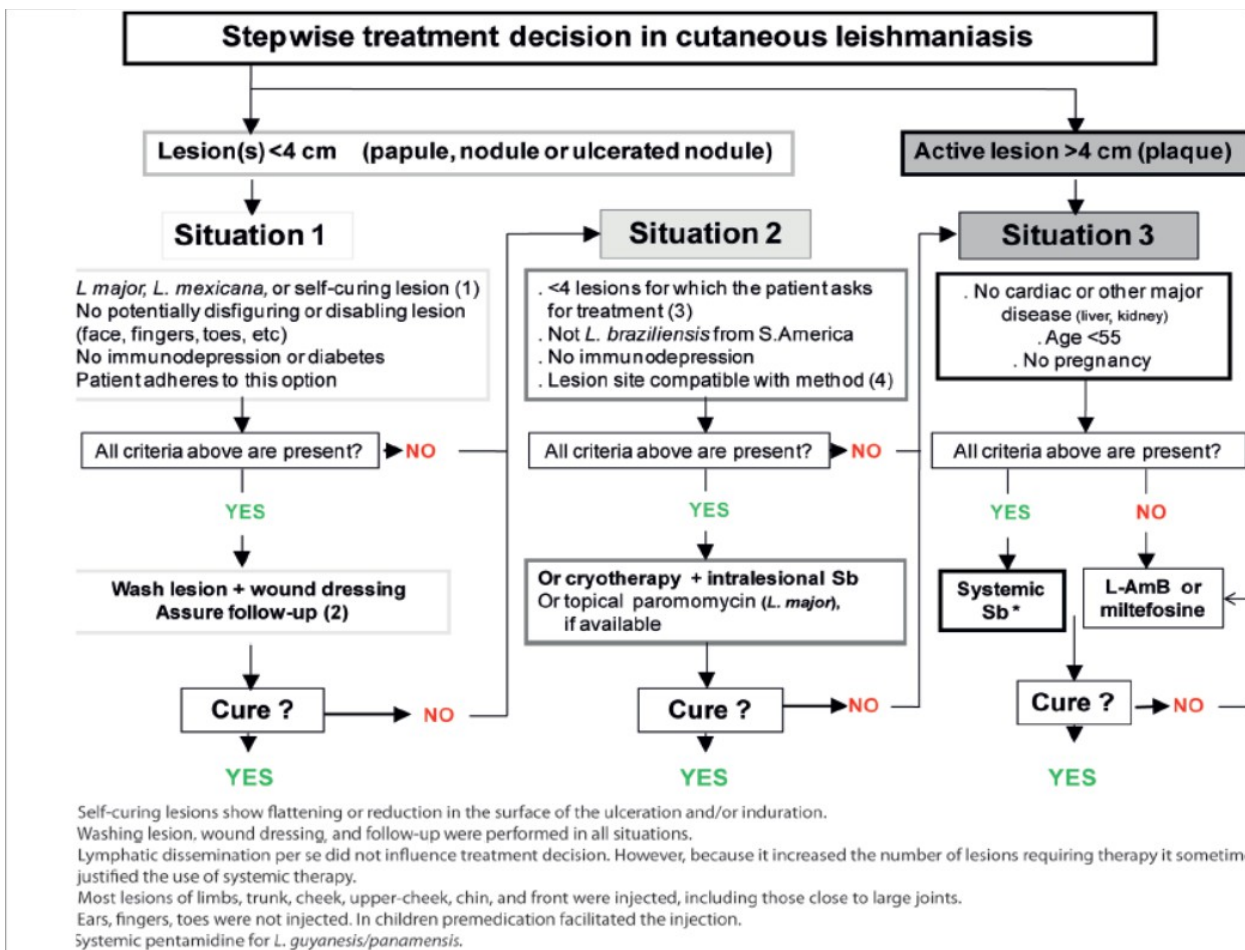 Stepwise treatment decision in cutaneous leishmaniasis
Lesion(s) <4 cm (papule, nodule or ulcerated nodule)
Active lesion >4 cm (plaque)
Situation 1
L major, L. mexicana, or self-curing lesion (1)
No potentially disfiguring or disabling lesion
(face, fingers, toes, etc)
No immunodepression or diabetes
Patient adheres to this option
All criteria above are present?
NO
YES
Wash lesion + wound dressing
Assure follow-up (2)
Cure ?
NO
YES
Situation 2
. <4 lesions for which the patient asks
for treatment (3)
. Not L. braziliensis from S.America
. No immunodepression
. Lesion site compatible with method (4)
All criteria above are present?
NO
YES
Or cryotherapy + intralesional Sb
Or topical paromomycin (L. major),
if available
Cure ?
NO
YES
Situation 3
. No cardiac or other major
disease (liver, kidney)
. Age <55
. No pregnancy
All criteria above are present?
YES
NO
Systemic
Sb*
L-AmB or
miltefosine
Cure ?
NO
YES
Self-curing lesions show flattening or reduction in the surface of the ulceration and/or induration.
Washing lesion, wound dressing, and follow-up were performed in all situations.
Lymphatic dissemination per se did not influence treatment decision. However, because it increased the number of lesions requiring therapy it sometim
justified the use of systemic therapy.
Most lesions of limbs, trunk, cheek, upper-cheek, chin, and front were injected, including those close to large joints.
Ears, fingers, toes were not injected. In children premedication facilitated the injection.
Systemic pentamidine for L. guyanesis/panamensis.